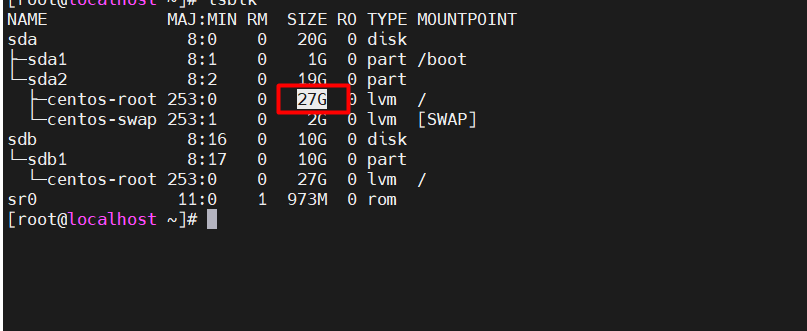 [root@localhost ~]# lsblk
NAME            MAJ:MIN RM  SIZE RO TYPE MOUNTPOINT
sda               8:0    0   20G  0 disk
├─sda1            8:1    0    1G  0 part /boot
└─sda2            8:2    0   19G  0 part
  ├─centos-root 253:0    0   27G  0 lvm  /
  └─centos-swap 253:1    0    2G  0 lvm  [SWAP]
sdb               8:16   0   10G  0 disk
└─sdb1            8:17   0   10G  0 part
  └─centos-root 253:0    0   27G  0 lvm  /
sr0              11:0    1  973M  0 rom
[root@localhost ~]#